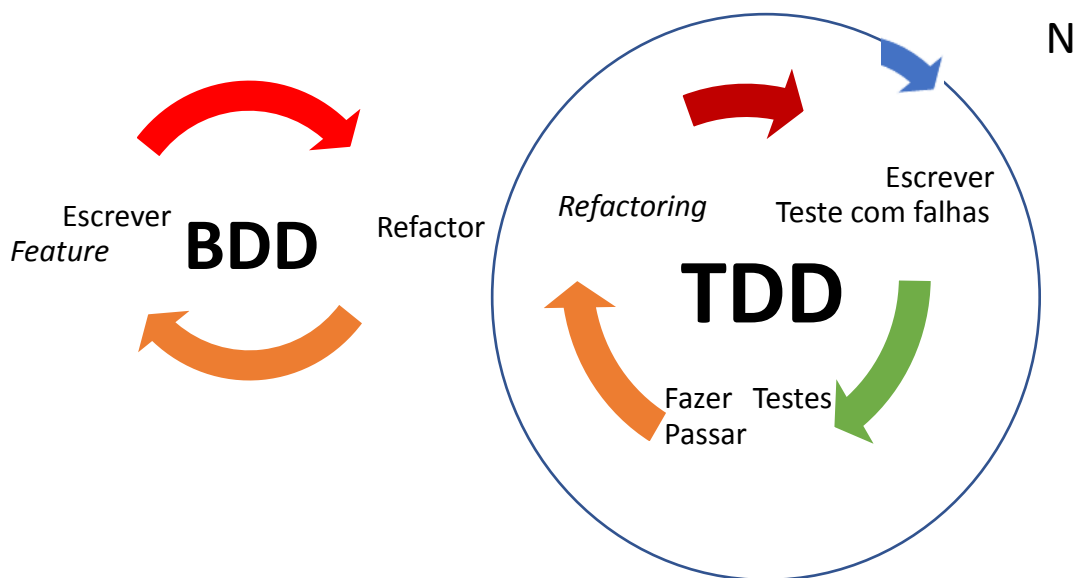 N
Escrever
Feature
BDD
Refactor
Refactoring
Escrever
Teste com falhas
TDD
Fazer Testes
Passar